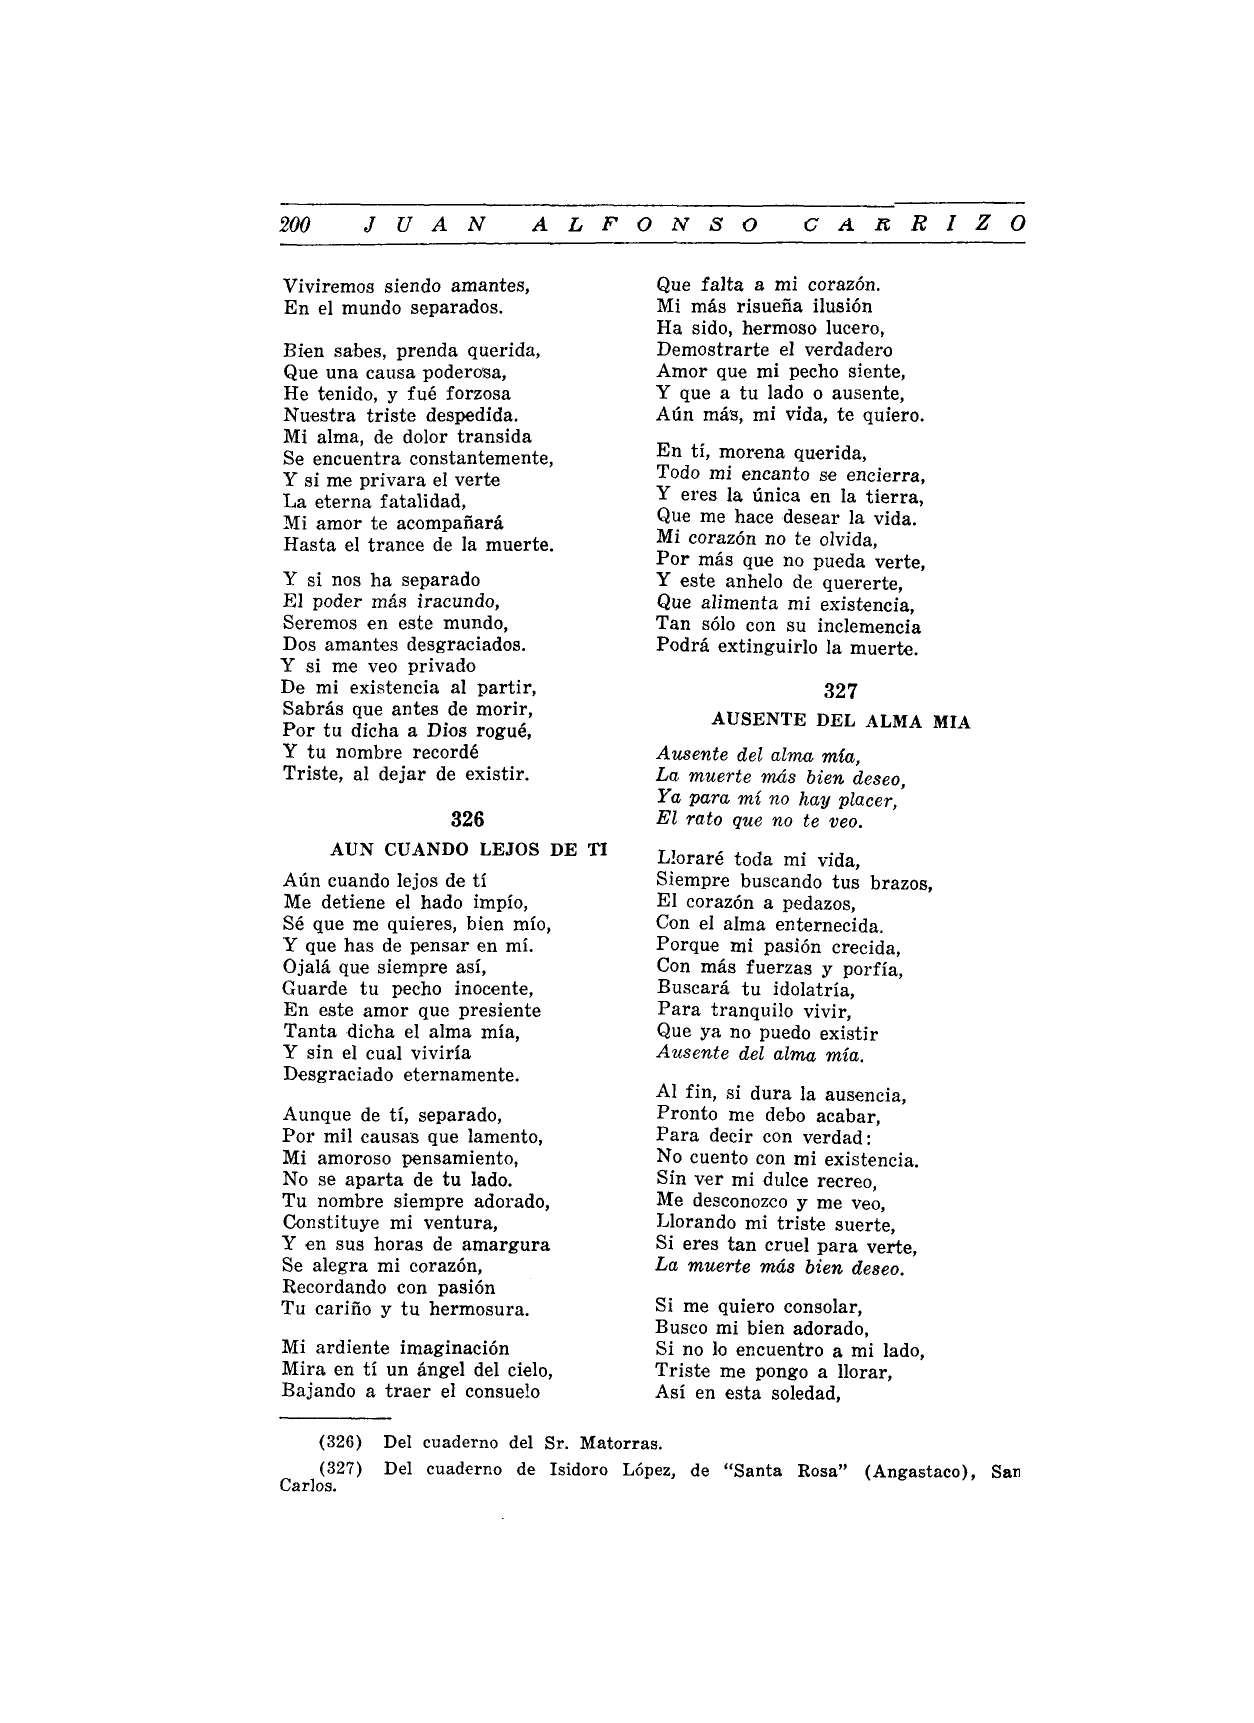 200 JUAN ALFONSO CARRIZO
Viviremos siendo amantes,
En el mundo separados.
Bien sabes, prenda querida,
Que una causa poderosa,
He tenido, y fué forzosa
Nuestra triste despedida.
Mi alma, de dolor transida
Se encuentra constantemente,
Y si me privara el verte
La eterna fatalidad,
Mi amor te acompañará
Hasta el trance de la muerte.
Y si nos ha separado
El poder más iracundo,
Seremos en este mundo,
Dos amantes desgraciados.
Y si me veo privado
De mi existencia al partir,
Sabrás que antes de morir,
Por tu dicha a Dios rogué,
Y tu nombre recordé
Triste, al dejar de existir.
326
AUN CUANDO LEJOS DE TI
Aún cuando lejos de tí
Me detiene el hado impío,
Sé que me quieres, bien mío,
Y que has de pensar en mí.
Ojalá que siempre así,
Guarde tu pecho inocente,
En este amor que presiente
Tanta dicha el alma mía,
Y sin el cual viviría
Desgraciado eternamente.
Aunque de tí, separado,
Por mil causas que lamento,
Mi amoroso pensamiento,
No se aparta de tu lado.
Tu nombre siempre adorado,
Constituye mi ventura,
Y en sus horas de amargura
Se alegra mi corazón,
Recordando con pasión
Tu cariño y tu hermosura.
Mi ardiente imaginación
Mira en tí un ángel del cielo,
Bajando a traer el consuelo
Que falta a mi corazón.
Mi más risueña ilusión
Ha sido, hermoso lucero,
Demostrarte el verdadero
Amor que mi pecho siente,
Y que a tu lado o ausente,
Aún más, mi vida, te quiero.
En tí, morena querida,
Todo mi encanto se encierra,
Y eres la única en la tierra,
Que me hace desear la vida.
Mi corazón no te olvida,
Por más que no pueda verte,
Y este anhelo de quererte,
Que alimenta mi existencia,
Tan sólo con su inclemencia
Podrá extinguirlo la muerte.
327
AUSENTE DEL ALMA MIA
Ausente del alma mía,
La muerte más bien deseo,
Ya para mí no hay placer,
El rato que no te veo.
Lloraré toda mi vida,
Siempre buscando tus brazos,
El corazón a pedazos,
Con el alma enternecida.
Porque mi pasión crecida,
Con más fuerzas y porfía,
Buscará tu idolatría,
Para tranquilo vivir,
Que ya no puedo existir
Ausente del alma mía.
Al fin, si dura la ausencia,
Pronto me debo acabar,
Para decir con verdad:
No cuento con mi existencia.
Sin ver mi dulce recreo,
Me desconozco y me veo,
Llorando mi triste suerte,
Si eres tan cruel para verte,
La muerte más bien deseo.
Si me quiero consolar,
Busco mi bien adorado,
Si no lo encuentro a mi lado,
Triste me pongo a llorar,
Así en esta soledad,
(326) Del cuaderno del Sr. Matorras.
(327) Del cuaderno de Isidoro López, de “Santa Rosa” (Angastaco), San
Carlos.